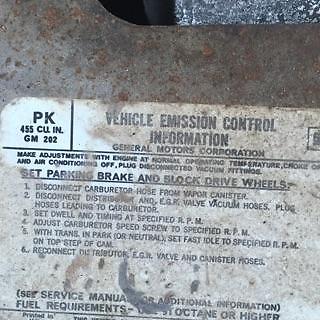 PK
455 CU. IN.
GM 202
VEHICLE EMISSION CONTROL
INFORMATION
GENERAL MOTORS CORPORATION
MAKE ADJUSTMENTS WITH ENGINE AT NORMAL OPERATING TEMPERATURE, CHOKE
AND AIR CONDITIONING OFF, PLUG DISCONNECTED VACUUM FITTINGS.
SET PARKING BRAKE AND BLOCK DRIVE WHEELS.
1. DISCONNECT CARBURETOR HOSE FROM VAPOR CANISTER.
2. DISCONNECT DISTRIBUTOR AND, E.G.R. VALVE VACUUM HOSES. PLUG
HOSES LEADING TO CARBURETOR.
3. SET DWELL AND TIMING AT SPECIFIED R.P.M.
4. ADJUST CARBURETOR SPEED SCREW TO SPECIFIED R.P.M.
5. WITH TRANS. IN PARK (OR NEUTRAL), SET FAST IDLE TO SPECIFIED R.P.M.
ON TOP STEP OF CAM.
6. RECONNECT DISTRIBUTOR, E.G.R. VALVE AND CANISTER HOSES.
(SEE SERVICE MANUAL FOR ADDITIONAL INFORMATION)
FUEL REQUIREMENTS- OCTANE OR HIGHER
Printed in